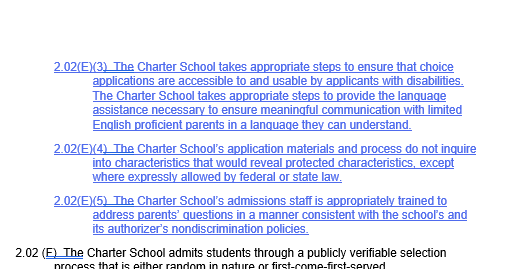 2.02(E)(3) The Charter School takes appropriate steps to ensure that choice
applications are accessible to and usable by applicants with disabilities.
The Charter School takes appropriate steps to provide the language
assistance necessary to ensure meaningful communication with limited
English proficient parents in a language they can understand.
2.02(E)(4) The Charter School's application materials and process do not inquire
into characteristics that would reveal protected characteristics, except
where expressly allowed by federal or state law.
2.02(E)(5) The Charter School's admissions staff is appropriately trained to
address parents' questions in a manner consistent with the school's and
its authorizer's nondiscrimination policies.
2.02 (F) The Charter School admits students through a publicly verifiable selection
process that is either random in nature or first-come-first-served